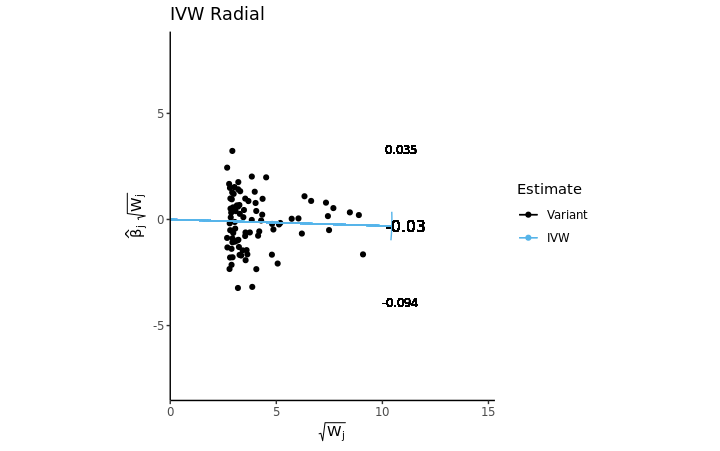 IVW Radial
β̂j √Wj
5
0
-5
0.035
-0.03
-0.094
0 5 10 15
√Wj
Estimate
Variant
IVW